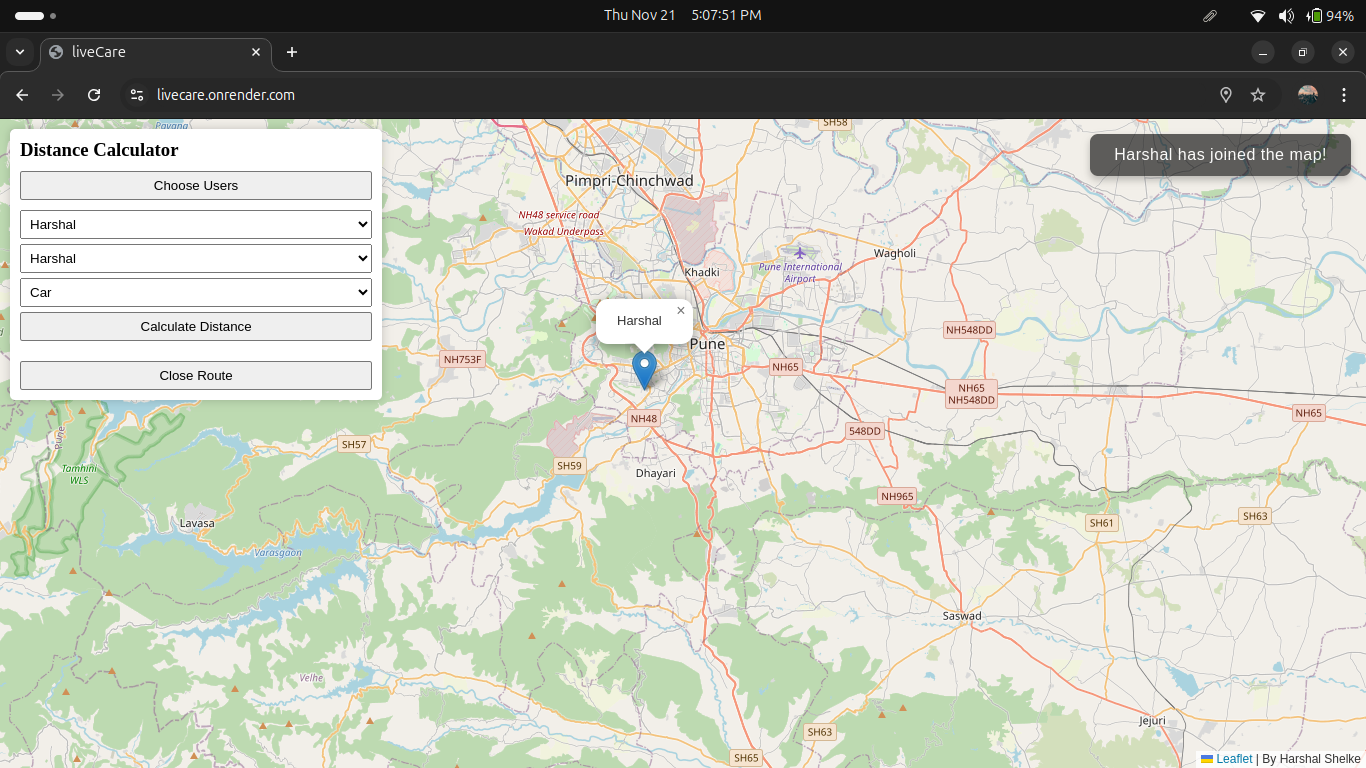 Thu Nov 21 5:07:51 PM
94%
liveCare
livecare.onrender.com
Distance Calculator
Choose Users
Harshal
Harshal
Car
Calculate Distance
Close Route
Harshal has joined the map!
Pavana
SH58
Pimpri-Chinchwad
NH48 service road
Wakad Underpass
Khadki
Pune International
Airport
Wagholi
Harshal
×
Pune
NH548DD
NH753F
NH65
NH65
NH548DD
NH65
NH48
548DD
Pune
SH57
SH59
Dhayari
Tamhini
WLS
NH965
SH61
SH63
Lavasa
Varasgaon
Saswad
Velhe
Jejuri
SH63
SH65
Leaflet | By Harshal Shelke